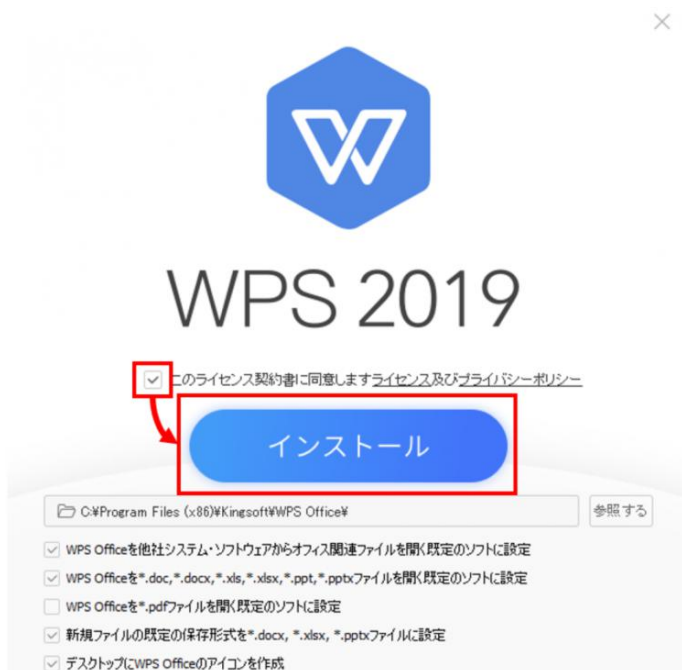 WPS 2019
このライセンス契約書に同意しますライセンス及びプライバシーポリシー
インストール
C:¥Program Files (x86)¥Kingsoft¥WPS Office¥ 参照する
WPS Officeを他社システム・ソフトウェアからオフィス関連ファイルを開く既定のソフトに設定
WPS Officeを*.doc,*.docx,*.xls,*.xlsx,*.ppt,*.pptxファイルを開く既定のソフトに設定
WPS Officeを*.pdfファイルを開く既定のソフトに設定
新規ファイルの既定の保存形式を*.docx, *.xlsx, *.pptxファイルに設定
デスクトップにWPS Officeのアイコンを作成